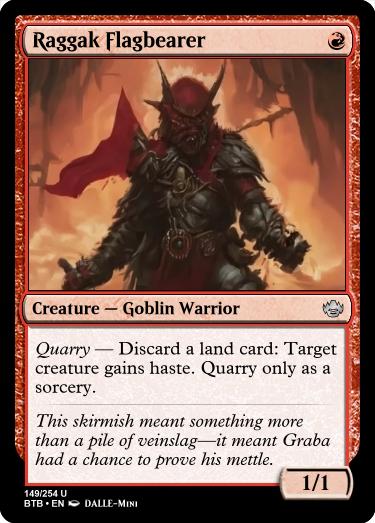 Raggak Flagbearer
Creature — Goblin Warrior
Quarry — Discard a land card: Target
creature gains haste. Quarry only as a
sorcery.
This skirmish meant something more
than a pile of veinslag—it meant Graba
had a chance to prove his mettle.
1/1
149/254 U
BTB • EN DALLE-Mini